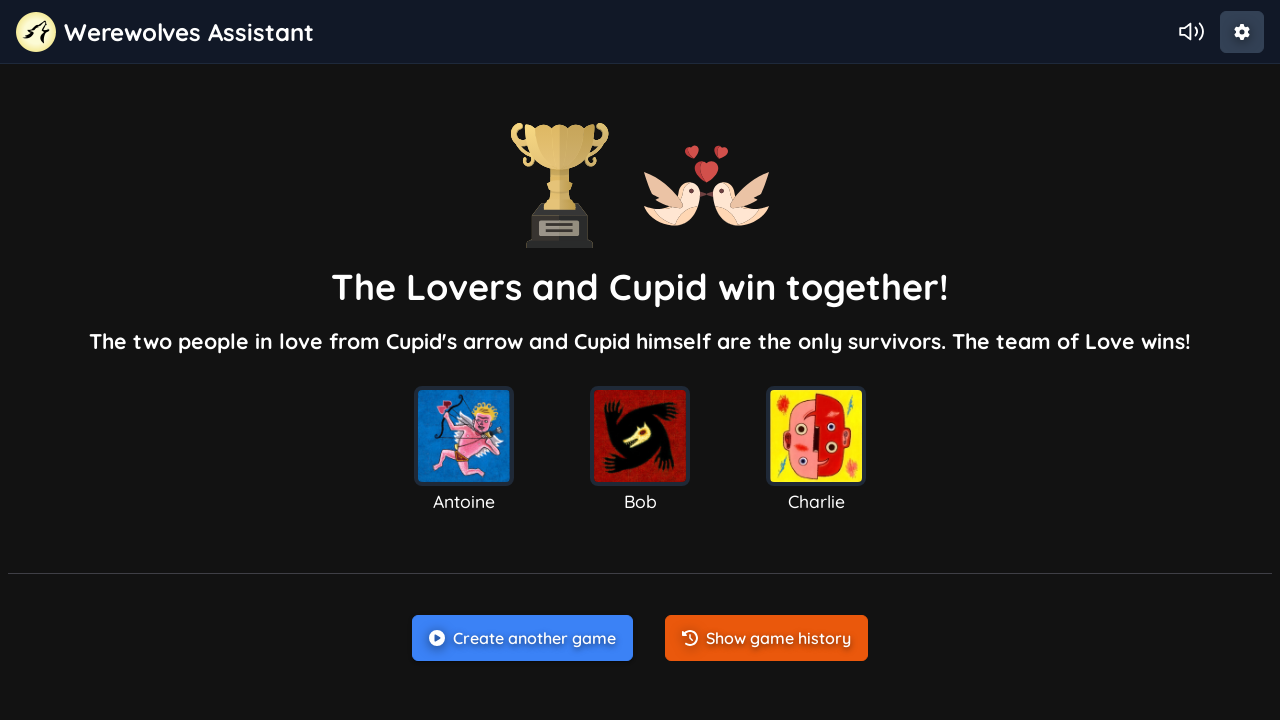 Werewolves Assistant
The Lovers and Cupid win together!
The two people in love from Cupid's arrow and Cupid himself are the only survivors. The team of Love wins!
Antoine
Bob
Charlie
Create another game
Show game history